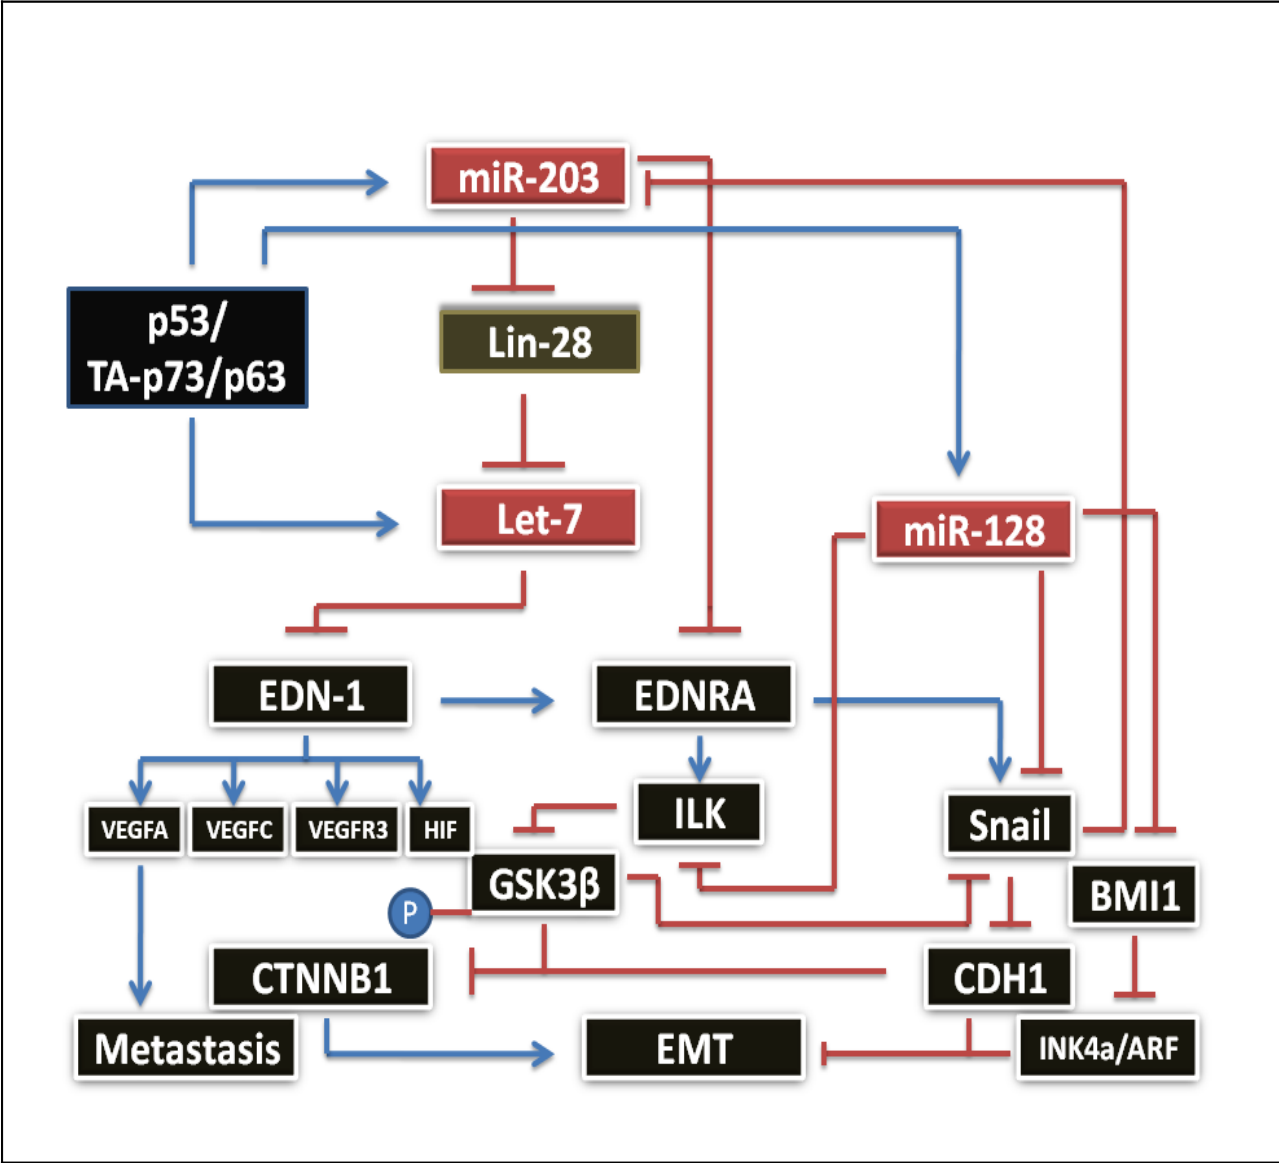 miR-203
p53/
TA-p73/p63
Lin-28
Let-7
miR-128
EDN-1
EDNRA
VEGFA
VEGFC
VEGFR3
HIF
ILK
Snail
GSK3β
BMI1
P
CTNNB1
CDH1
Metastasis
EMT
INK4a/ARF